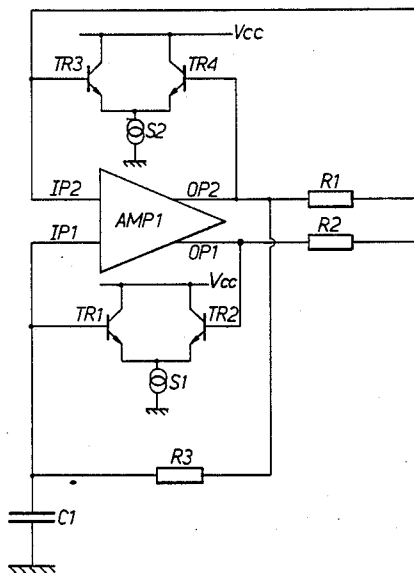 Vcc
TR3
TR4
S2
IP2
OP2
R1
AMP1
IP1
OP1
R2
Vcc
TR1
TR2
S1
R3
C1